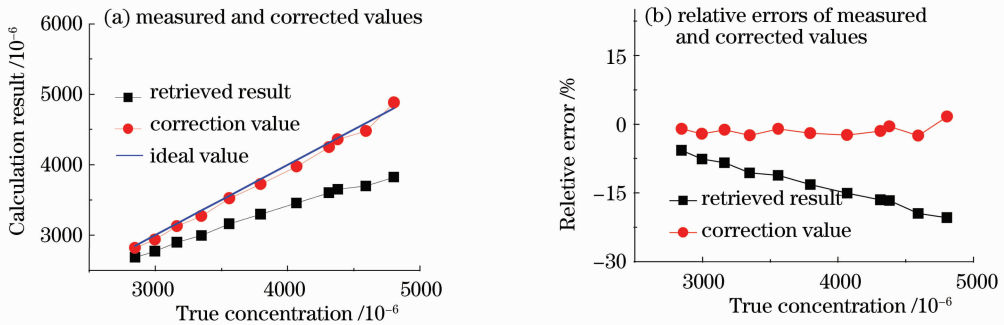 (a) measured and corrected values
6000
5000
4000
3000
Calculation result /10⁻⁶
retrieved result
correction value
ideal value
3000 4000 5000
True concentration /10⁻⁶
(b) relative errors of measured
and corrected values
15
0
−15
−30
Reletive error /%
retrieved result
correction value
3000 4000 5000
True concentration /10⁻⁶